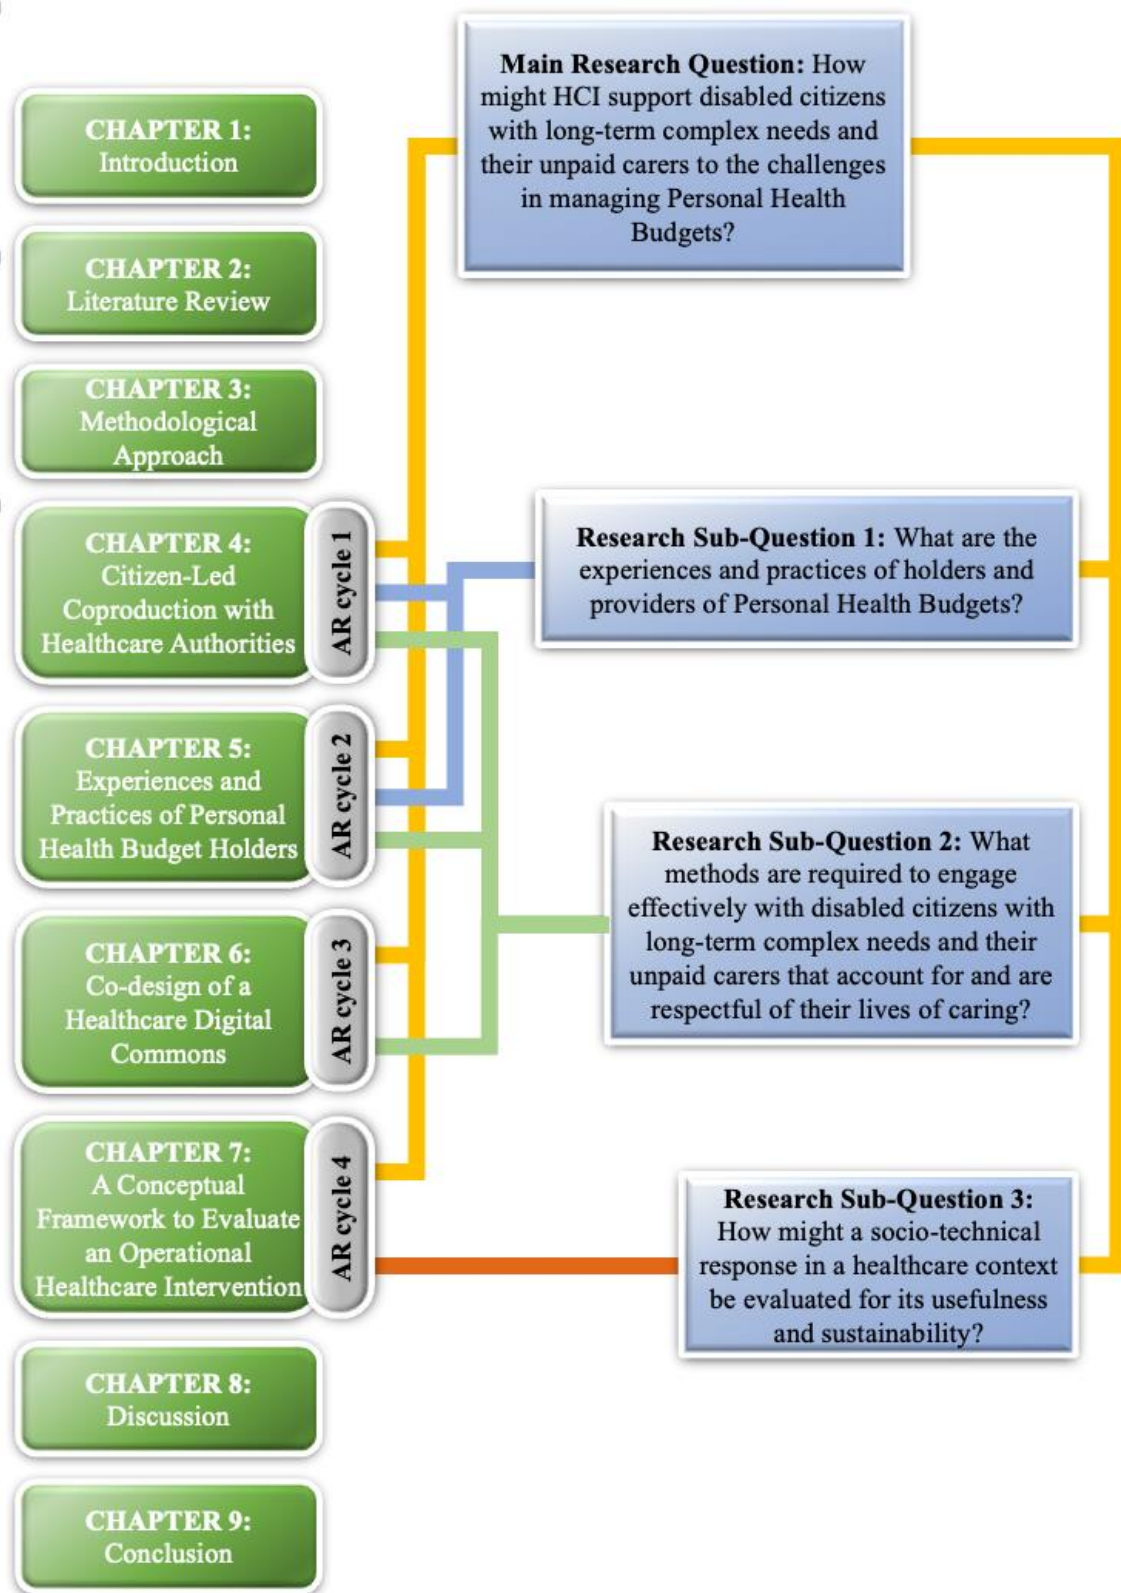 CHAPTER 1:
Introduction
CHAPTER 2:
Literature Review
CHAPTER 3:
Methodological
Approach
CHAPTER 4:
Citizen-Led
Coproduction with
Healthcare Authorities
AR cycle 1
CHAPTER 5:
Experiences and
Practices of Personal
Health Budget Holders
AR cycle 2
CHAPTER 6:
Co-design of a
Healthcare Digital
Commons
AR cycle 3
CHAPTER 7:
A Conceptual
Framework to Evaluate
an Operational
Healthcare Intervention
AR cycle 4
CHAPTER 8:
Discussion
CHAPTER 9:
Conclusion
Main Research Question: How
might HCI support disabled citizens
with long-term complex needs and
their unpaid carers to the challenges
in managing Personal Health
Budgets?
Research Sub-Question 1: What are the
experiences and practices of holders and
providers of Personal Health Budgets?
Research Sub-Question 2: What
methods are required to engage
effectively with disabled citizens with
long-term complex needs and their
unpaid carers that account for and are
respectful of their lives of caring?
Research Sub-Question 3:
How might a socio-technical
response in a healthcare context
be evaluated for its usefulness
and sustainability?